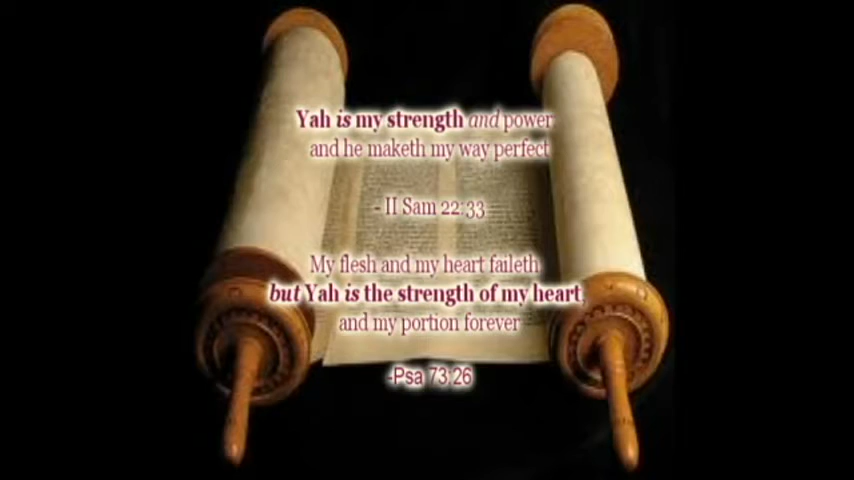 Yah is my strength and power
and he maketh my way perfect
- II Sam 22:33
My flesh and my heart faileth
but Yah is the strength of my heart,
and my portion forever
-Psa 73:26